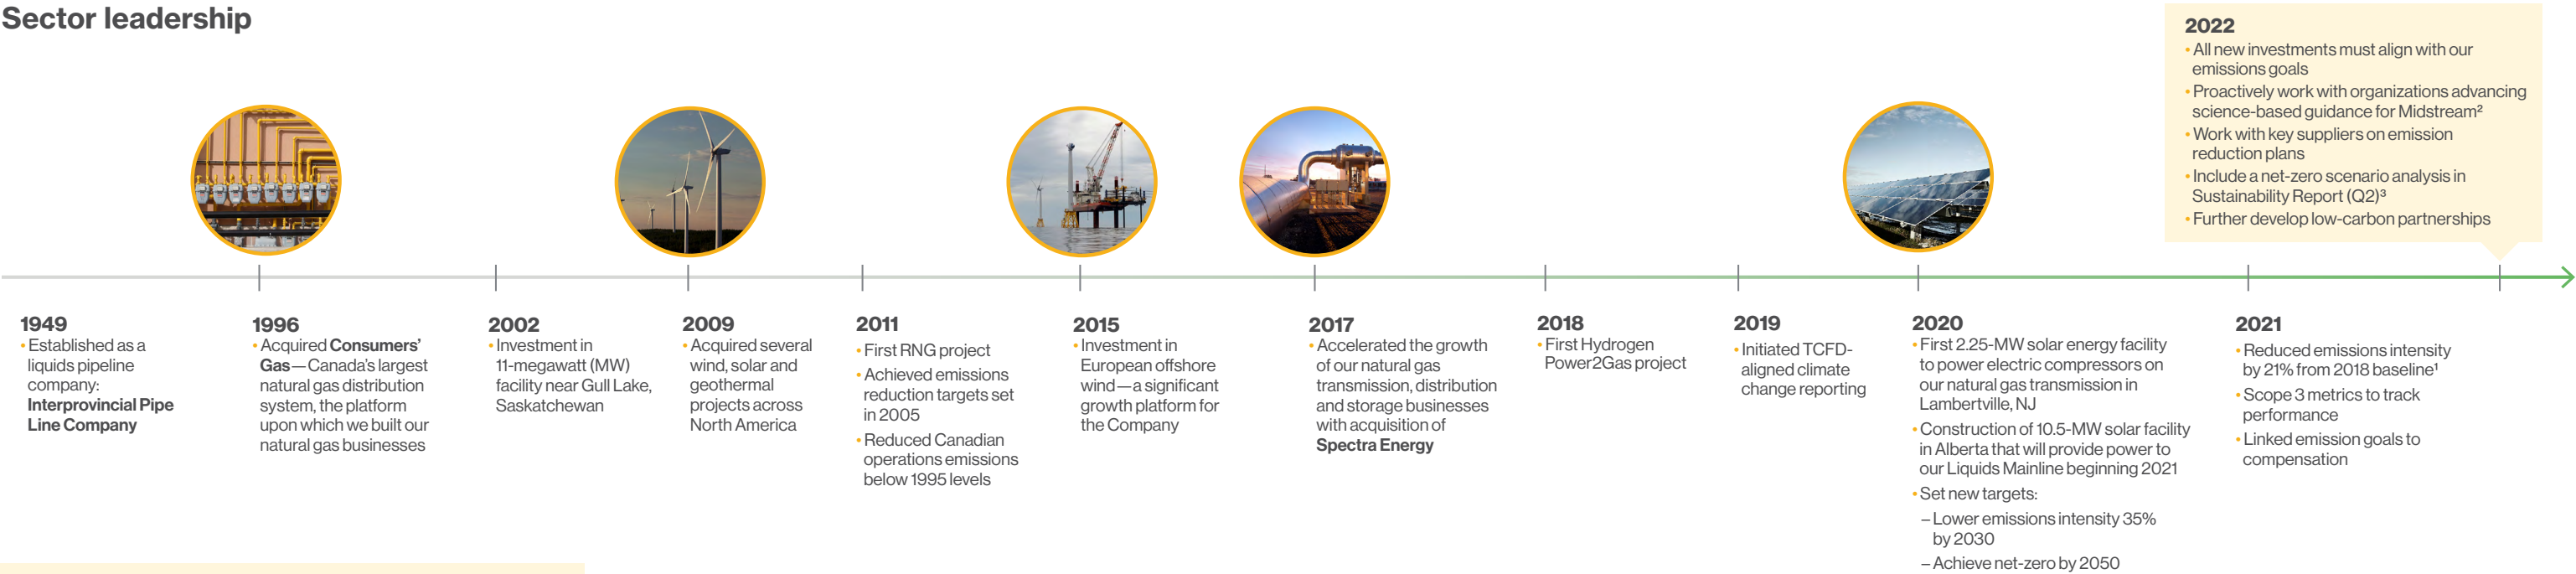 Sector leadership
1949
• Established as a
liquids pipeline
company:
Interprovincial Pipe
Line Company
1996
• Acquired Consumers’
Gas—Canada’s largest
natural gas distribution
system, the platform
upon which we built our
natural gas businesses
2002
• Investment in
11-megawatt (MW)
facility near Gull Lake,
Saskatchewan
2009
• Acquired several
wind, solar and
geothermal
projects across
North America
2011
• First RNG project
• Achieved emissions
reduction targets set
in 2005
• Reduced Canadian
operations emissions
below 1995 levels
2015
• Investment in
European offshore
wind—a significant
growth platform for
the Company
2017
• Accelerated the growth
of our natural gas
transmission, distribution
and storage businesses
with acquisition of
Spectra Energy
2018
• First Hydrogen
Power2Gas project
2019
• Initiated TCFD-
aligned climate
change reporting
2020
• First 2.25-MW solar energy facility
to power electric compressors on
our natural gas transmission in
Lambertville, NJ
• Construction of 10.5-MW solar facility
in Alberta that will provide power to
our Liquids Mainline beginning 2021
• Set new targets:
– Lower emissions intensity 35%
by 2030
– Achieve net-zero by 2050
2021
• Reduced emissions intensity
by 21% from 2018 baseline¹
• Scope 3 metrics to track
performance
• Linked emission goals to
compensation
2022
• All new investments must align with our
emissions goals
• Proactively work with organizations advancing
science-based guidance for Midstream²
• Work with key suppliers on emission
reduction plans
• Include a net-zero scenario analysis in
Sustainability Report (Q2)³
• Further develop low-carbon partnerships